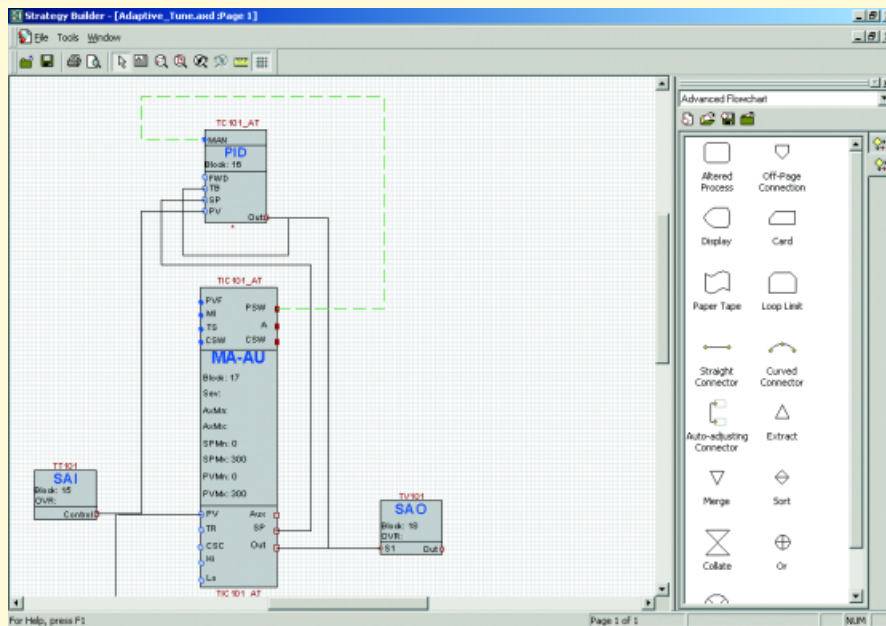 Strategy Builder - [Adaptive_Tune.axd :Page 1]
File Tools Window
Advanced Flowchart
TC101_AT
MAN
PID
Block: 16
FWD
TB
SP
PV
Out
*
TIC101_AT
PVF
MI
TS
CSW
PSW
A
CSW
MA-AU
Block: 17
Sev:
AxMn:
AxMx:
SPMn: 0
SPMx: 300
PVMn: 0
PVMx: 300
PV
TR
CSC
Hi
Lo
Aux
SP
Out
TIC101_AT
TT101
SAI
Block: 15
OVR:
Control
TV101
SAO
Block: 18
OVR:
S1 Out
Altered Process
Off-Page Connection
Display
Card
Paper Tape
Loop Limit
Straight Connector
Curved Connector
Auto-adjusting Connector
Extract
Merge
Sort
Collate
Or
For Help, press F1
Page 1 of 1
NUM